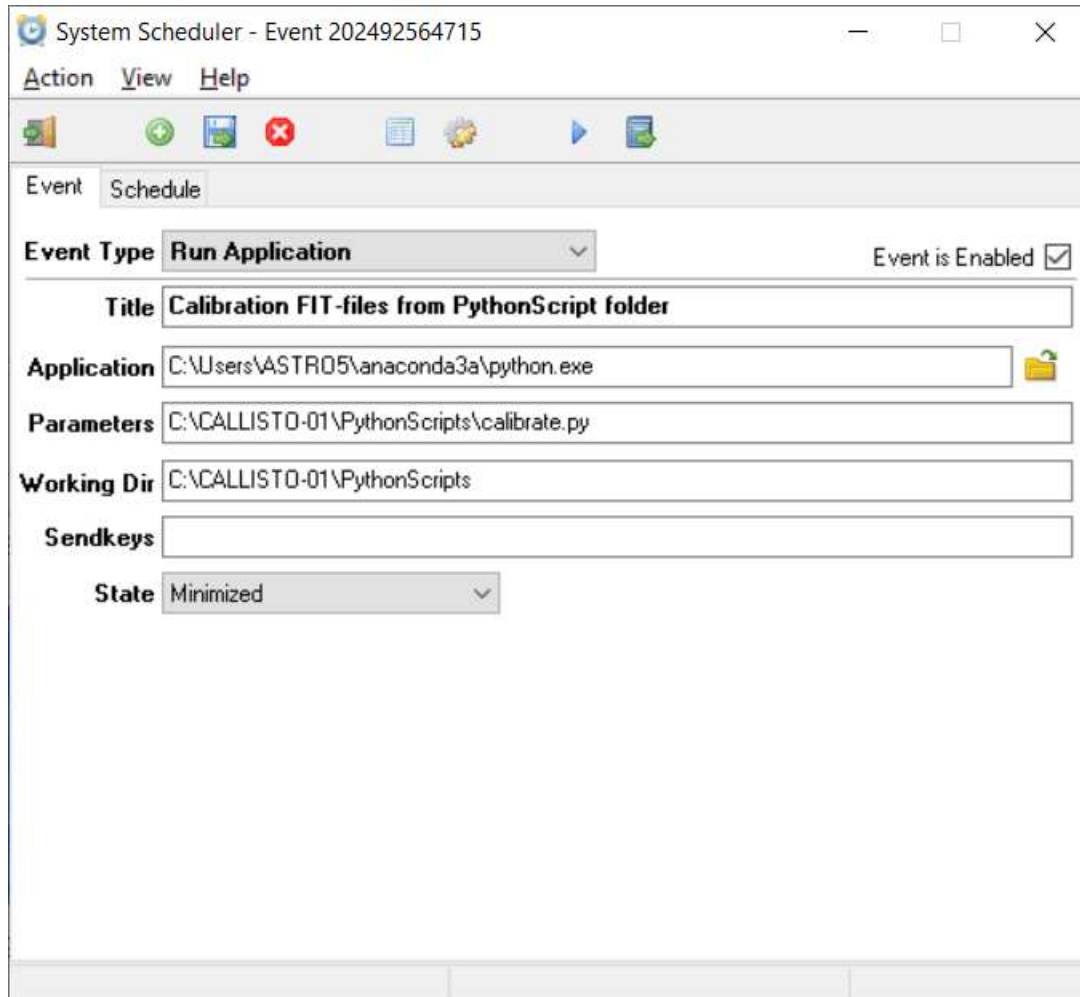 System Scheduler - Event 202492564715
Action View Help
Event Schedule
Event Type Run Application Event is Enabled
Title Calibration FIT-files from PythonScript folder
Application C:\Users\ASTRO5\anaconda3a\python.exe
Parameters C:\CALLISTO-01\PythonScripts\calibrate.py
Working Dir C:\CALLISTO-01\PythonScripts
Sendkeys
State Minimized